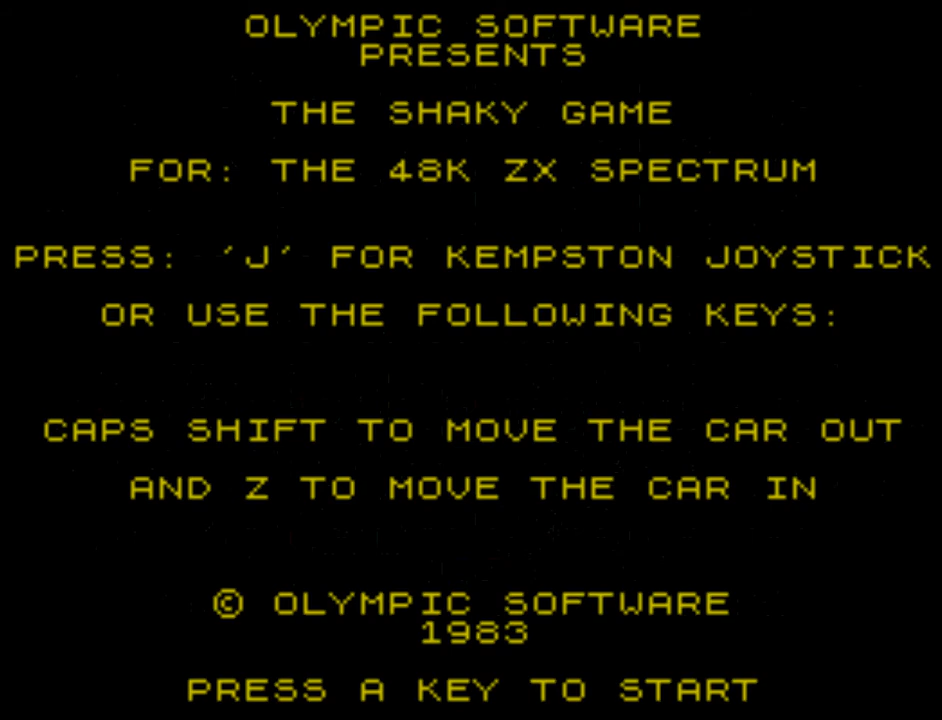 OLYMPIC SOFTWARE
PRESENTS
THE SHAKY GAME
FOR: THE 48K ZX SPECTRUM
PRESS: 'J' FOR KEMPSTON JOYSTICK
OR USE THE FOLLOWING KEYS:
CAPS SHIFT TO MOVE THE CAR OUT
AND Z TO MOVE THE CAR IN
© OLYMPIC SOFTWARE
1983
PRESS A KEY TO START